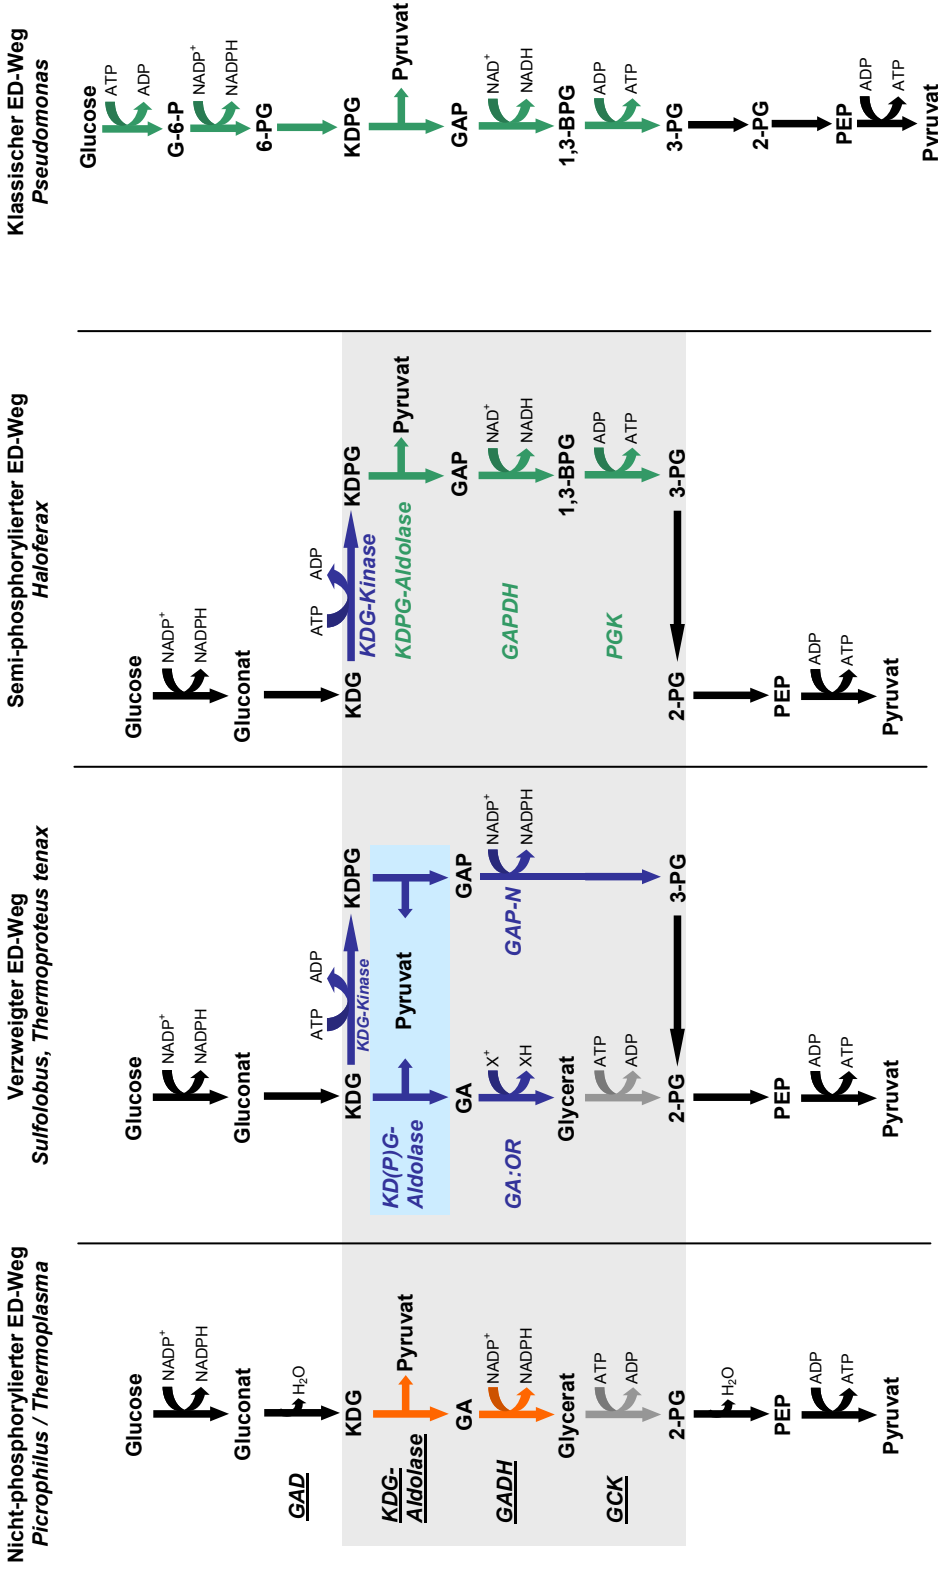 Nicht-phosphorylierter ED-Weg
Picrophilus / Thermoplasma
Glucose
NADP⁺
NADPH
Gluconat
GAD
H₂O
KDG
KDG-
Aldolase
Pyruvat
GA
GADH
NADP⁺
NADPH
Glycerat
GCK
ATP
ADP
2-PG
H₂O
PEP
ADP
ATP
Pyruvat
Verzweigter ED-Weg
Sulfolobus, Thermoproteus tenax
Glucose
NADP⁺
NADPH
Gluconat
ATP
ADP
KDG
KDPG
KDG-Kinase
KD(P)G-
Aldolase
Pyruvat
GA
GAP
GA:OR
X⁺
XH
GAP-N
NADP⁺
NADPH
Glycerat
ATP
ADP
2-PG
3-PG
PEP
ADP
ATP
Pyruvat
Semi-phosphorylierter ED-Weg
Haloferax
Glucose
NADP⁺
NADPH
Gluconat
ATP
ADP
KDG
KDPG
KDG-Kinase
KDPG-Aldolase
Pyruvat
GAP
GAPDH
NAD⁺
NADH
1,3-BPG
PGK
ADP
ATP
2-PG
3-PG
PEP
ADP
ATP
Pyruvat
Klassischer ED-Weg
Pseudomonas
Glucose
ATP
ADP
G-6-P
NADP⁺
NADPH
6-PG
KDPG
Pyruvat
GAP
NAD⁺
NADH
1,3-BPG
ADP
ATP
3-PG
2-PG
PEP
ADP
ATP
Pyruvat